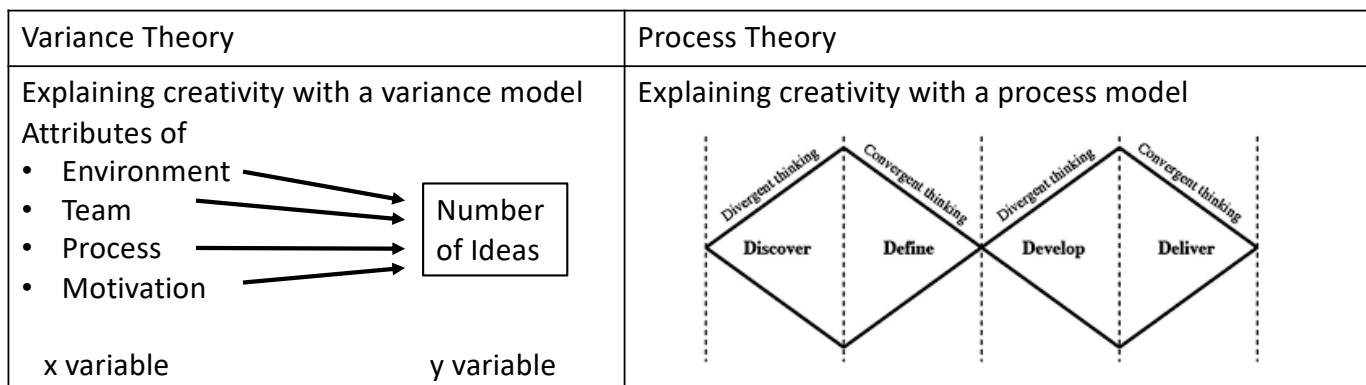 Variance Theory
Process Theory
Explaining creativity with a variance model
Attributes of
• Environment
• Team
• Process
• Motivation
Number
of Ideas
x variable
y variable
Explaining creativity with a process model
Divergent thinking
Convergent thinking
Divergent thinking
Convergent thinking
Discover
Define
Develop
Deliver